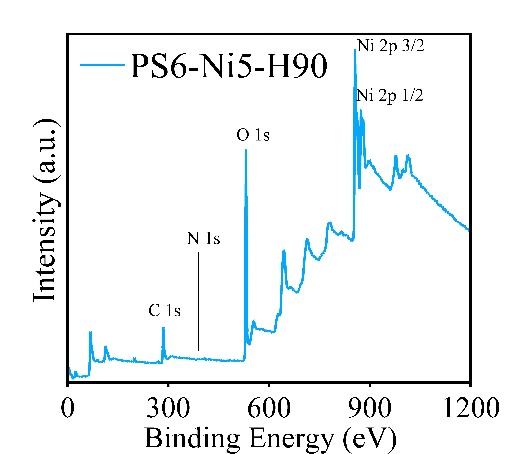 PS6-Ni5-H90
Ni 2p 3/2
Ni 2p 1/2
O 1s
N 1s
C 1s
Intensity (a.u.)
0 300 600 900 1200
Binding Energy (eV)